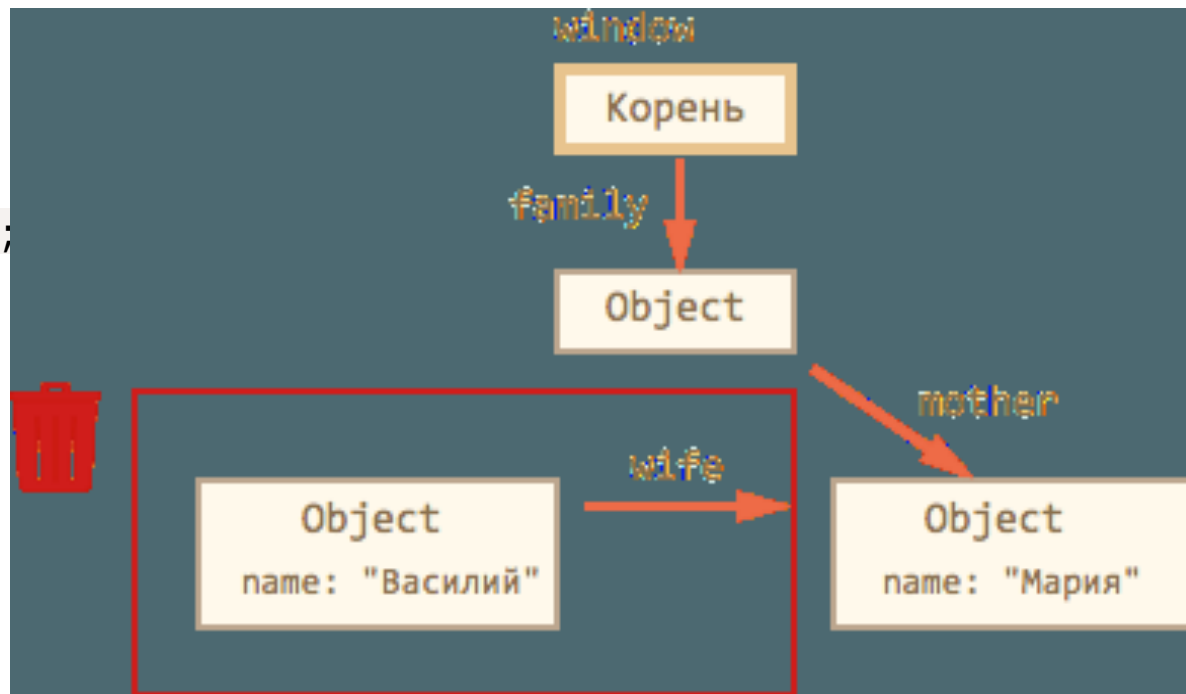 window
Корень
family
;
Object
mother
wife
Object
name: "Василий"
Object
name: "Мария"